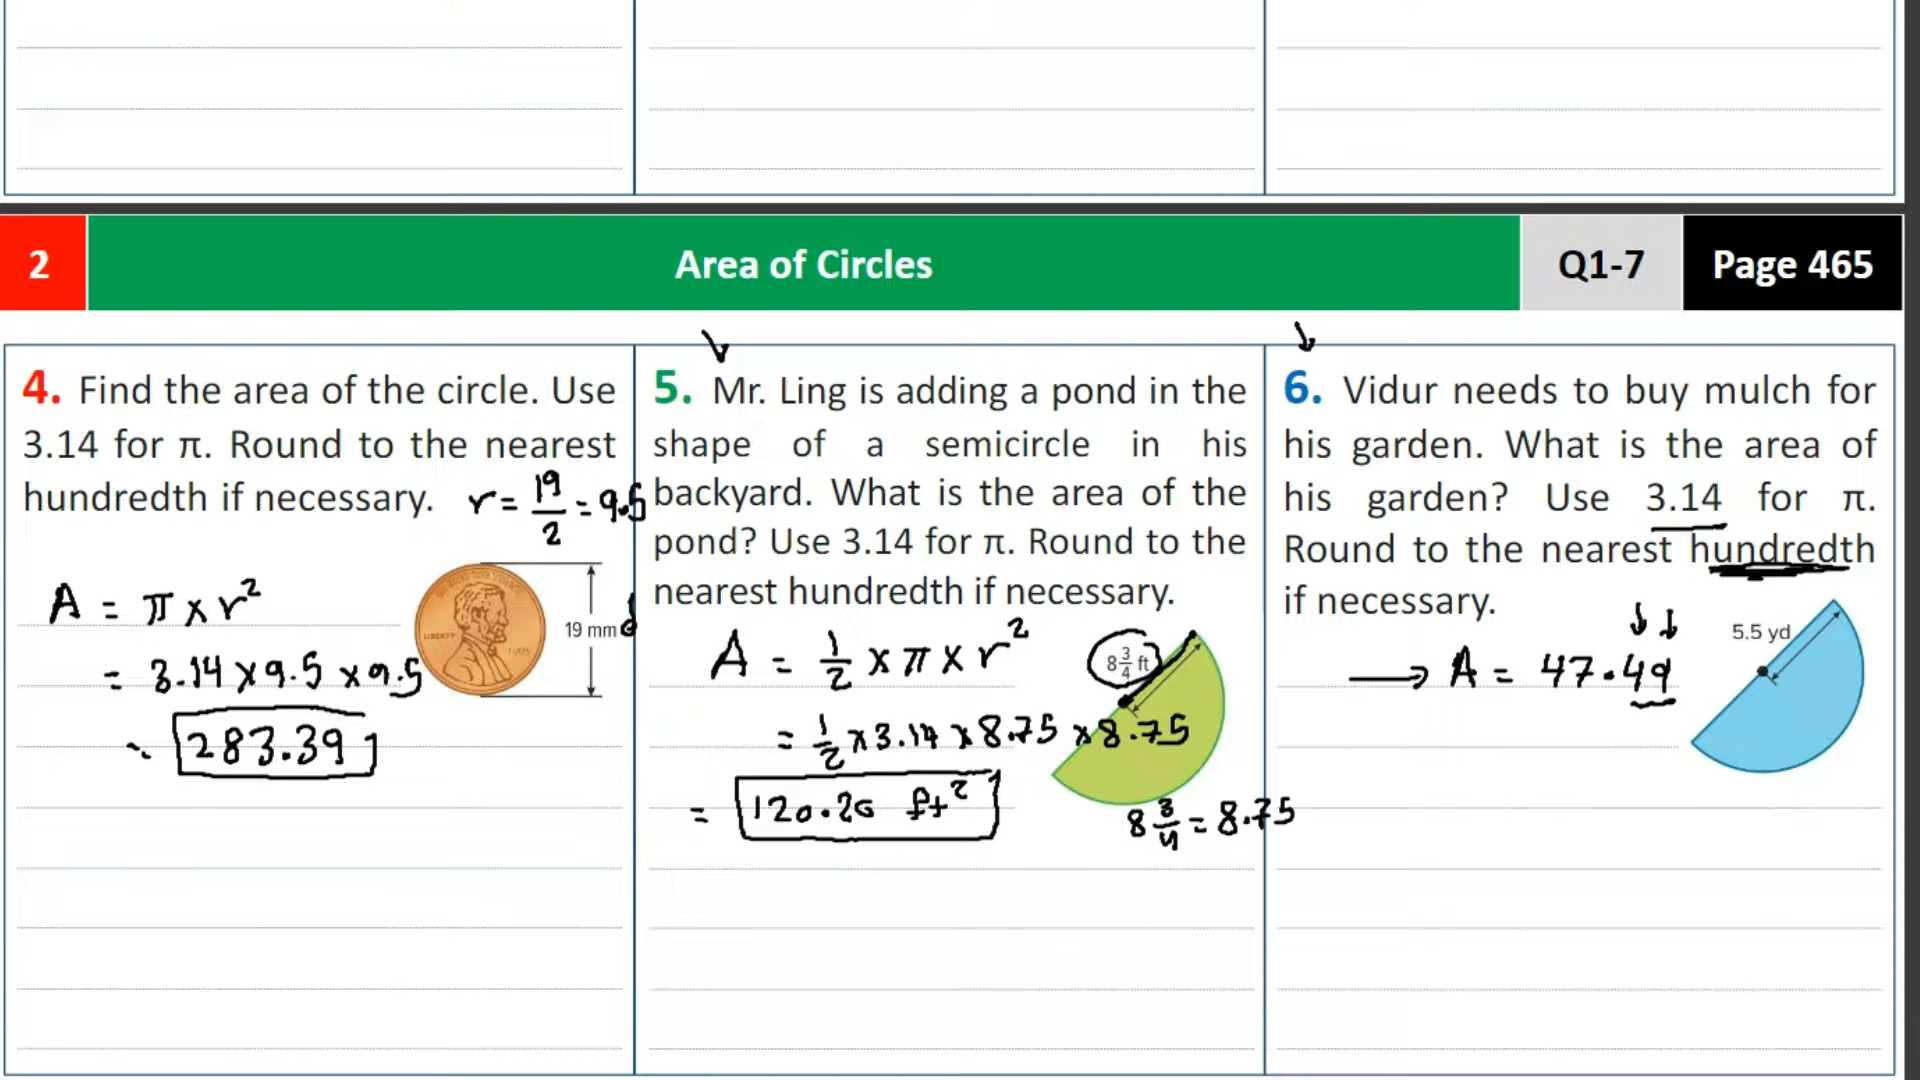 2 Area of Circles Q1-7 Page 465
4. Find the area of the circle. Use
3.14 for π. Round to the nearest
hundredth if necessary.
r = 19/2 = 9.5
A = π x r²
= 3.14 x 9.5 x 9.5
283.39
LIBERTY
19 mm
5. Mr. Ling is adding a pond in the
shape of a semicircle in his
backyard. What is the area of the
pond? Use 3.14 for π. Round to the
nearest hundredth if necessary.
A = 1/2 x π x r²
8 3/4 ft
= 1/2 x 3.14 x 8.75 x 8.75
= 120.20 ft²
8 3/4 = 8.75
6. Vidur needs to buy mulch for
his garden. What is the area of
his garden? Use 3.14 for π.
Round to the nearest hundredth
if necessary.
5.5 yd
→ A = 47.49